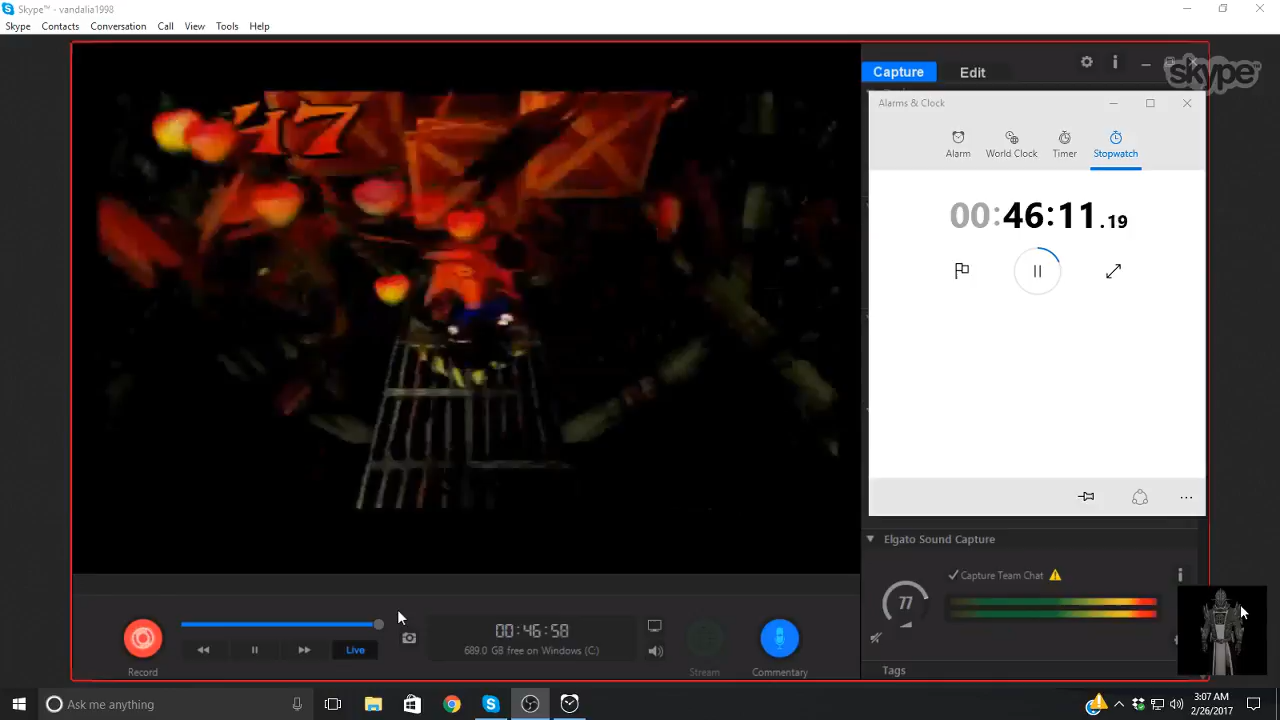 Skype™ - vandalia1998
Skype Contacts Conversation Call View Tools Help
Capture Edit
skype™
47
Alarms & Clock
Alarm World Clock Timer Stopwatch
00:46:11.19
Elgato Sound Capture
Capture Team Chat
77
Live
00:46:58
689.0 GB free on Windows (C:)
Record
Stream
Commentary
Tags
Ask me anything
3:07 AM
2/26/2017